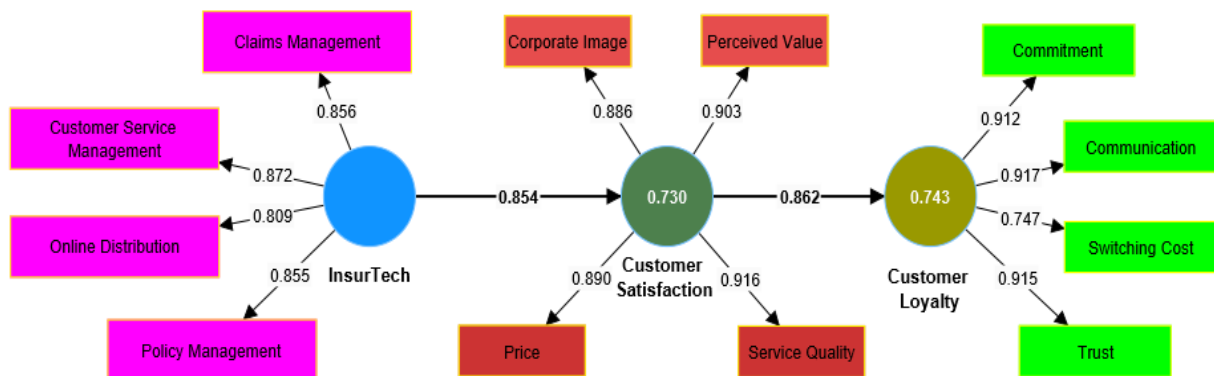 Claims Management
Corporate Image
Perceived Value
Commitment
0.856
0.886
0.903
0.912
Customer Service
Management
Communication
0.872
0.917
0.809
0.854
0.730
0.862
0.743
0.747
Online Distribution
Switching Cost
0.855
InsurTech
0.890
Customer
Satisfaction
0.916
Customer
Loyalty
0.915
Policy Management
Price
Service Quality
Trust